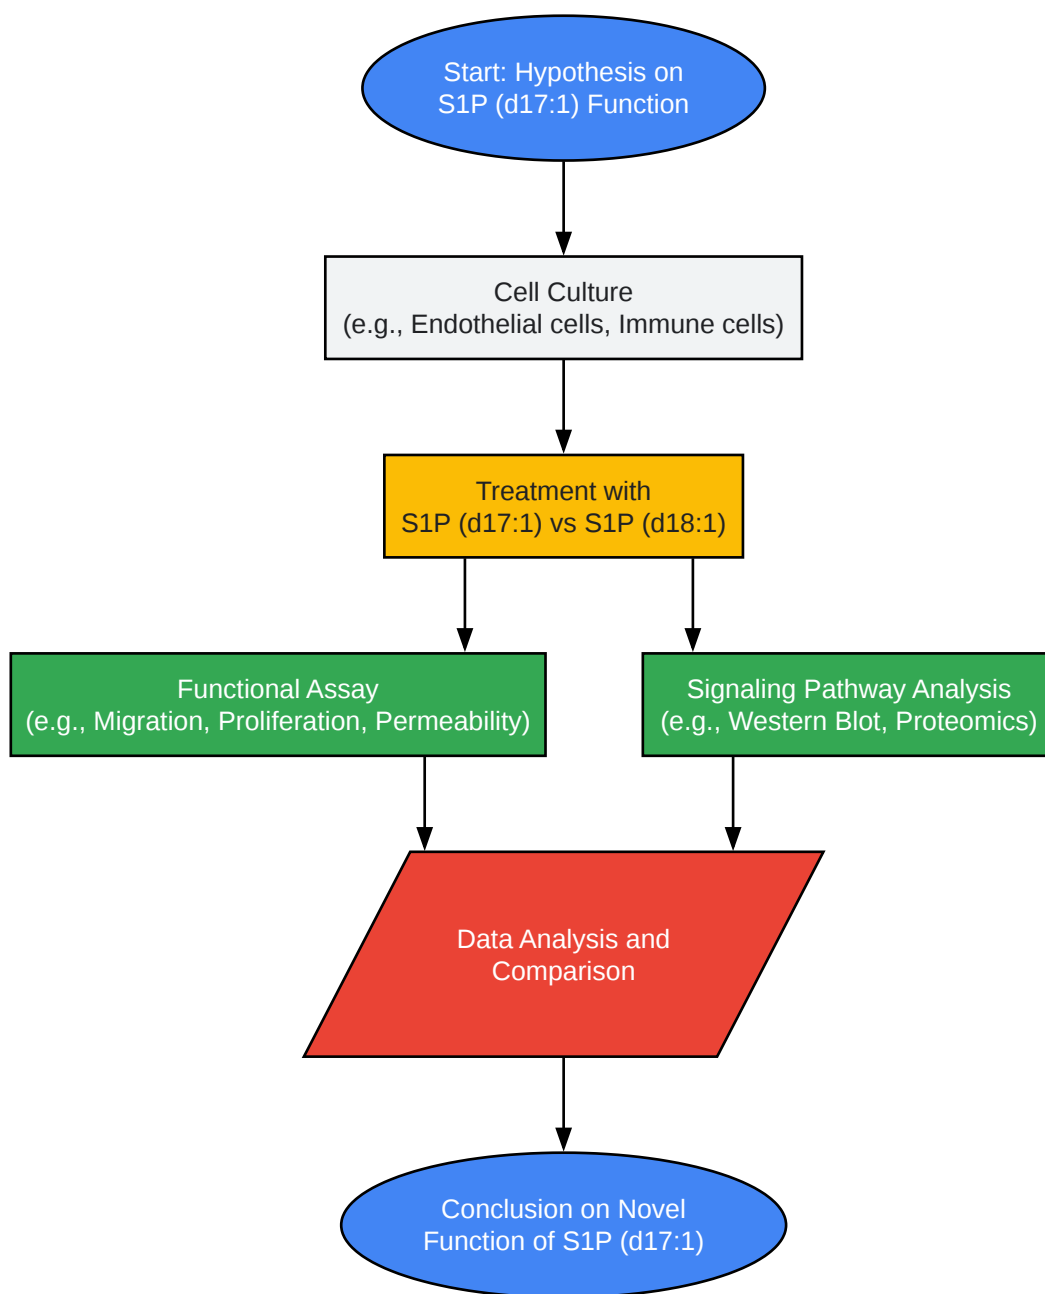 Start: Hypothesis on
S1P (d17:1) Function
Cell Culture
(e.g., Endothelial cells, Immune cells)
Treatment with
S1P (d17:1) vs S1P (d18:1)
Functional Assay
(e.g., Migration, Proliferation, Permeability)
Signaling Pathway Analysis
(e.g., Western Blot, Proteomics)
Data Analysis and
Comparison
Conclusion on Novel
Function of S1P (d17:1)